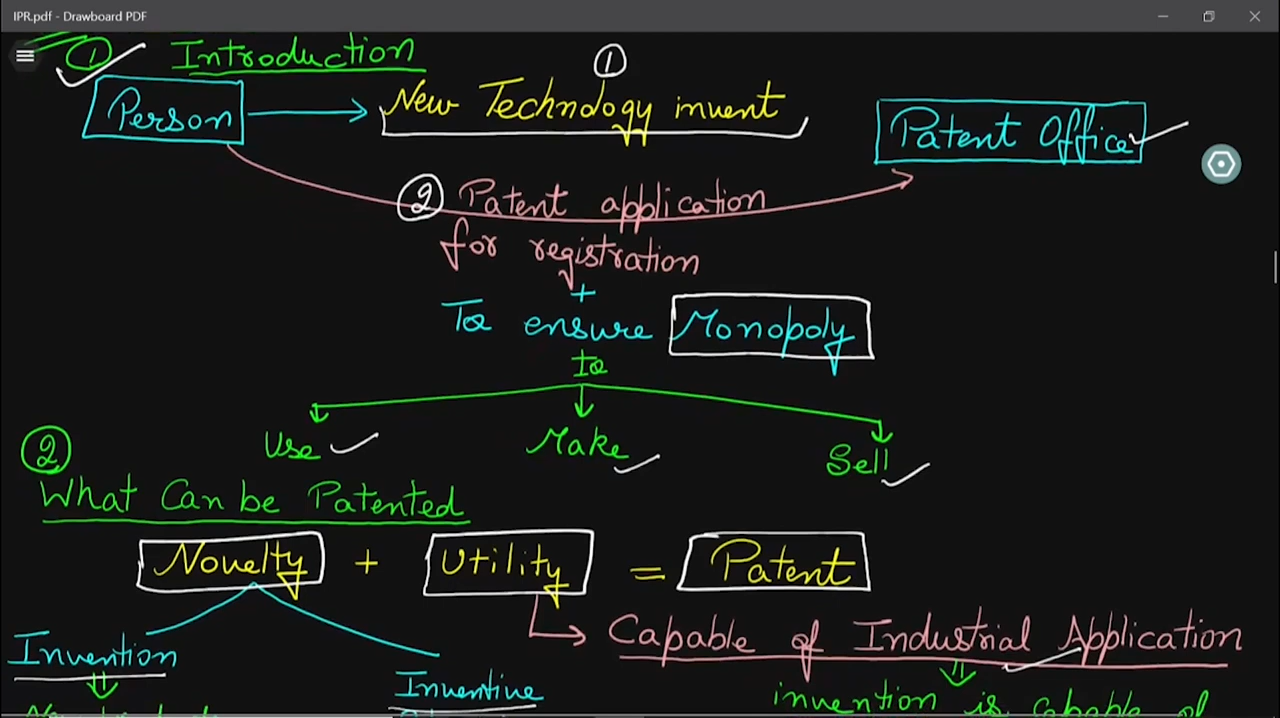 IPR.pdf - Drawboard PDF
① Introduction
①
Person
New Technology invent
Patent Office
② Patent application
for registration
+
To ensure Monopoly
to
Use
Make
Sell
②
What Can be Patented
Novelty + Utility = Patent
Capable of Industrial Application
Invention
Inventive
invention is capable of